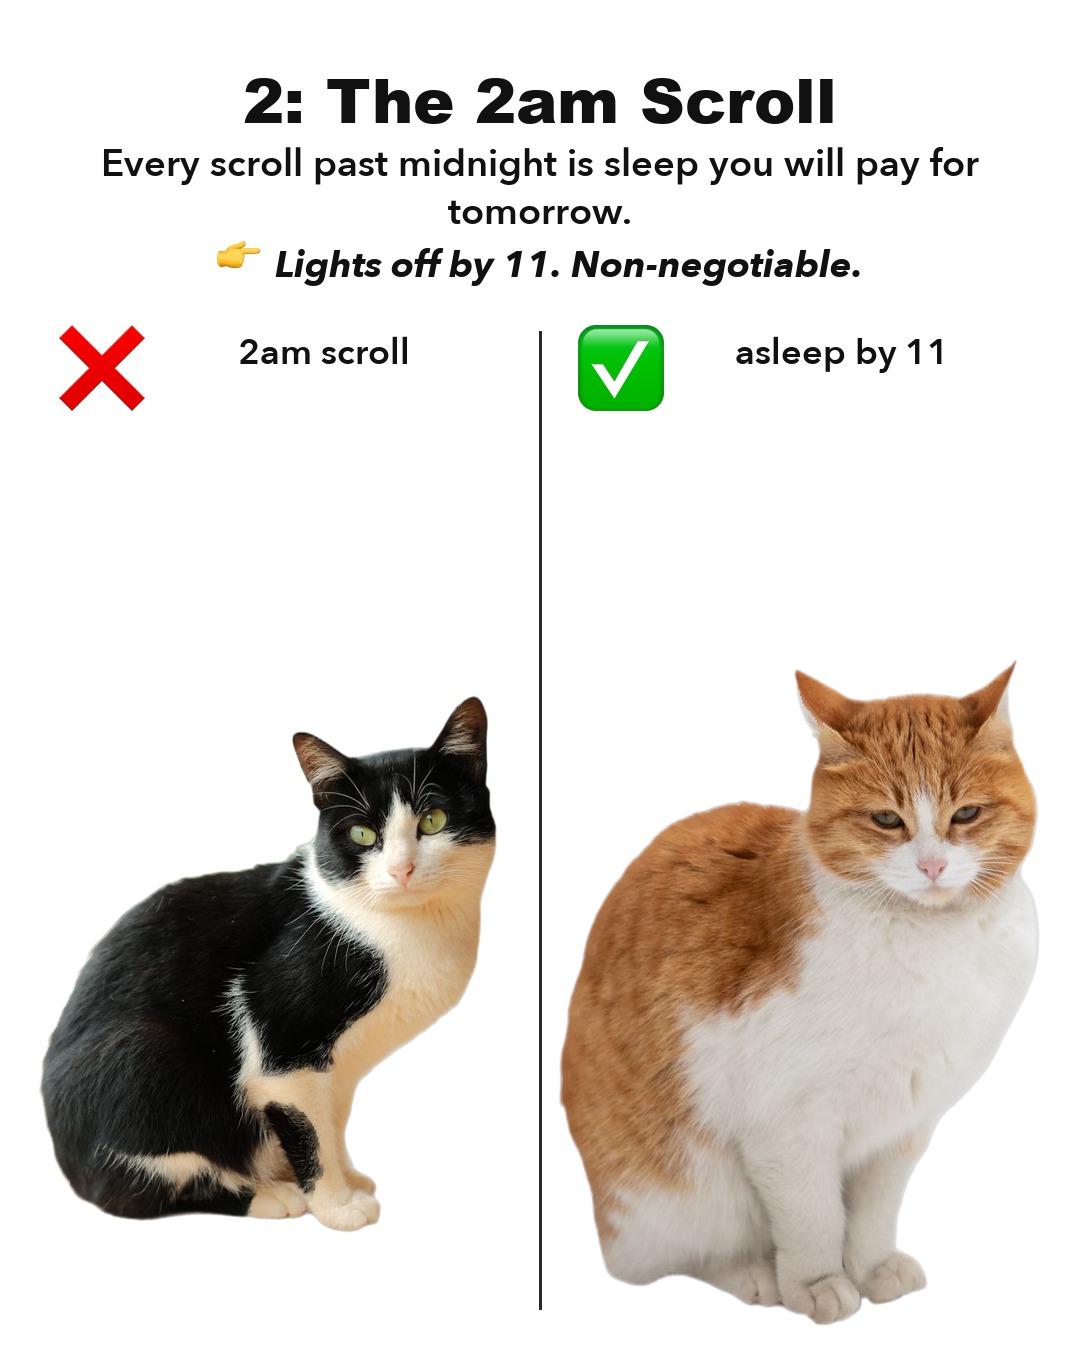 2: The 2am Scroll
Every scroll past midnight is sleep you will pay for
tomorrow.
👉 Lights off by 11. Non-negotiable.
❌ 2am scroll
✅ asleep by 11